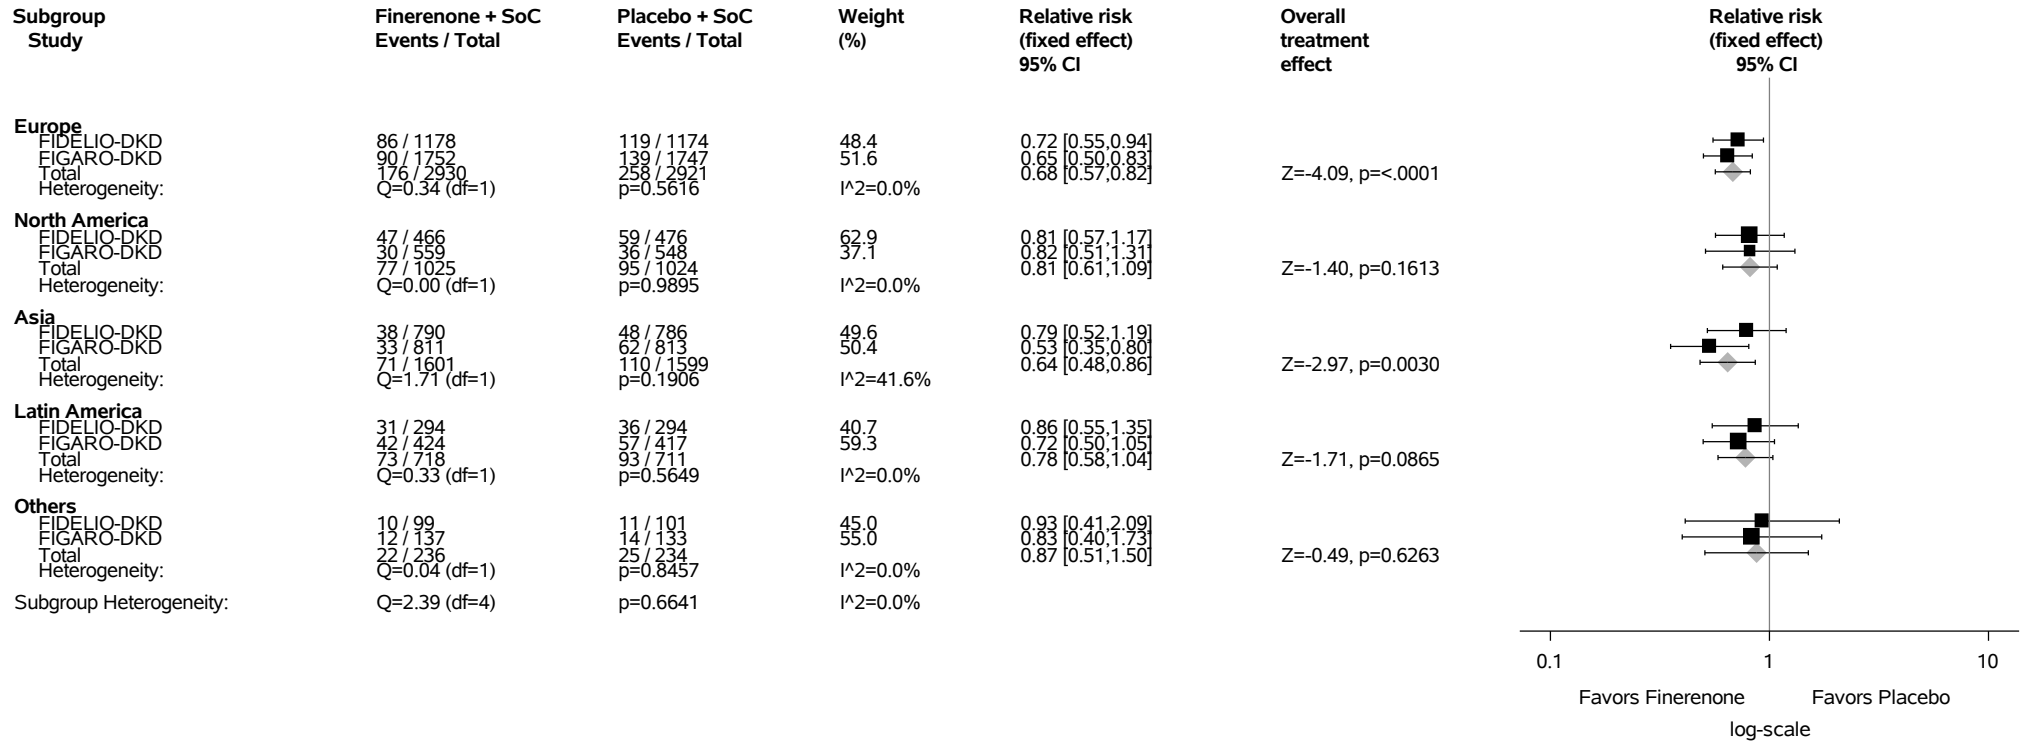 Subgroup Finerenone + SoC Placebo + SoC Weight Relative risk Overall Relative risk
Study Events / Total Events / Total (%) (fixed effect) treatment (fixed effect)
95% CI effect 95% CI
Europe
FIDELIO-DKD 86 / 1178 119 / 1174 48.4 0.72 [0.55,0.94]
FIGARO-DKD 90 / 1752 139 / 1747 51.6 0.65 [0.50,0.83]
Total 176 / 2930 258 / 2921 0.68 [0.57,0.82] Z=-4.09, p=<.0001
Heterogeneity: Q=0.34 (df=1) p=0.5616 I^2=0.0%
North America
FIDELIO-DKD 47 / 466 59 / 476 62.9 0.81 [0.57,1.17]
FIGARO-DKD 30 / 559 36 / 548 37.1 0.82 [0.51,1.31]
Total 77 / 1025 95 / 1024 0.81 [0.61,1.09] Z=-1.40, p=0.1613
Heterogeneity: Q=0.00 (df=1) p=0.9895 I^2=0.0%
Asia
FIDELIO-DKD 38 / 790 48 / 786 49.6 0.79 [0.52,1.19]
FIGARO-DKD 33 / 811 62 / 813 50.4 0.53 [0.35,0.80]
Total 71 / 1601 110 / 1599 0.64 [0.48,0.86] Z=-2.97, p=0.0030
Heterogeneity: Q=1.71 (df=1) p=0.1906 I^2=41.6%
Latin America
FIDELIO-DKD 31 / 294 36 / 294 40.7 0.86 [0.55,1.35]
FIGARO-DKD 42 / 424 57 / 417 59.3 0.72 [0.50,1.05]
Total 73 / 718 93 / 711 0.78 [0.58,1.04] Z=-1.71, p=0.0865
Heterogeneity: Q=0.33 (df=1) p=0.5649 I^2=0.0%
Others
FIDELIO-DKD 10 / 99 11 / 101 45.0 0.93 [0.41,2.09]
FIGARO-DKD 12 / 137 14 / 133 55.0 0.83 [0.40,1.73]
Total 22 / 236 25 / 234 0.87 [0.51,1.50] Z=-0.49, p=0.6263
Heterogeneity: Q=0.04 (df=1) p=0.8457 I^2=0.0%
Subgroup Heterogeneity: Q=2.39 (df=4) p=0.6641 I^2=0.0%
0.1 1 10
Favors Finerenone Favors Placebo
log-scale